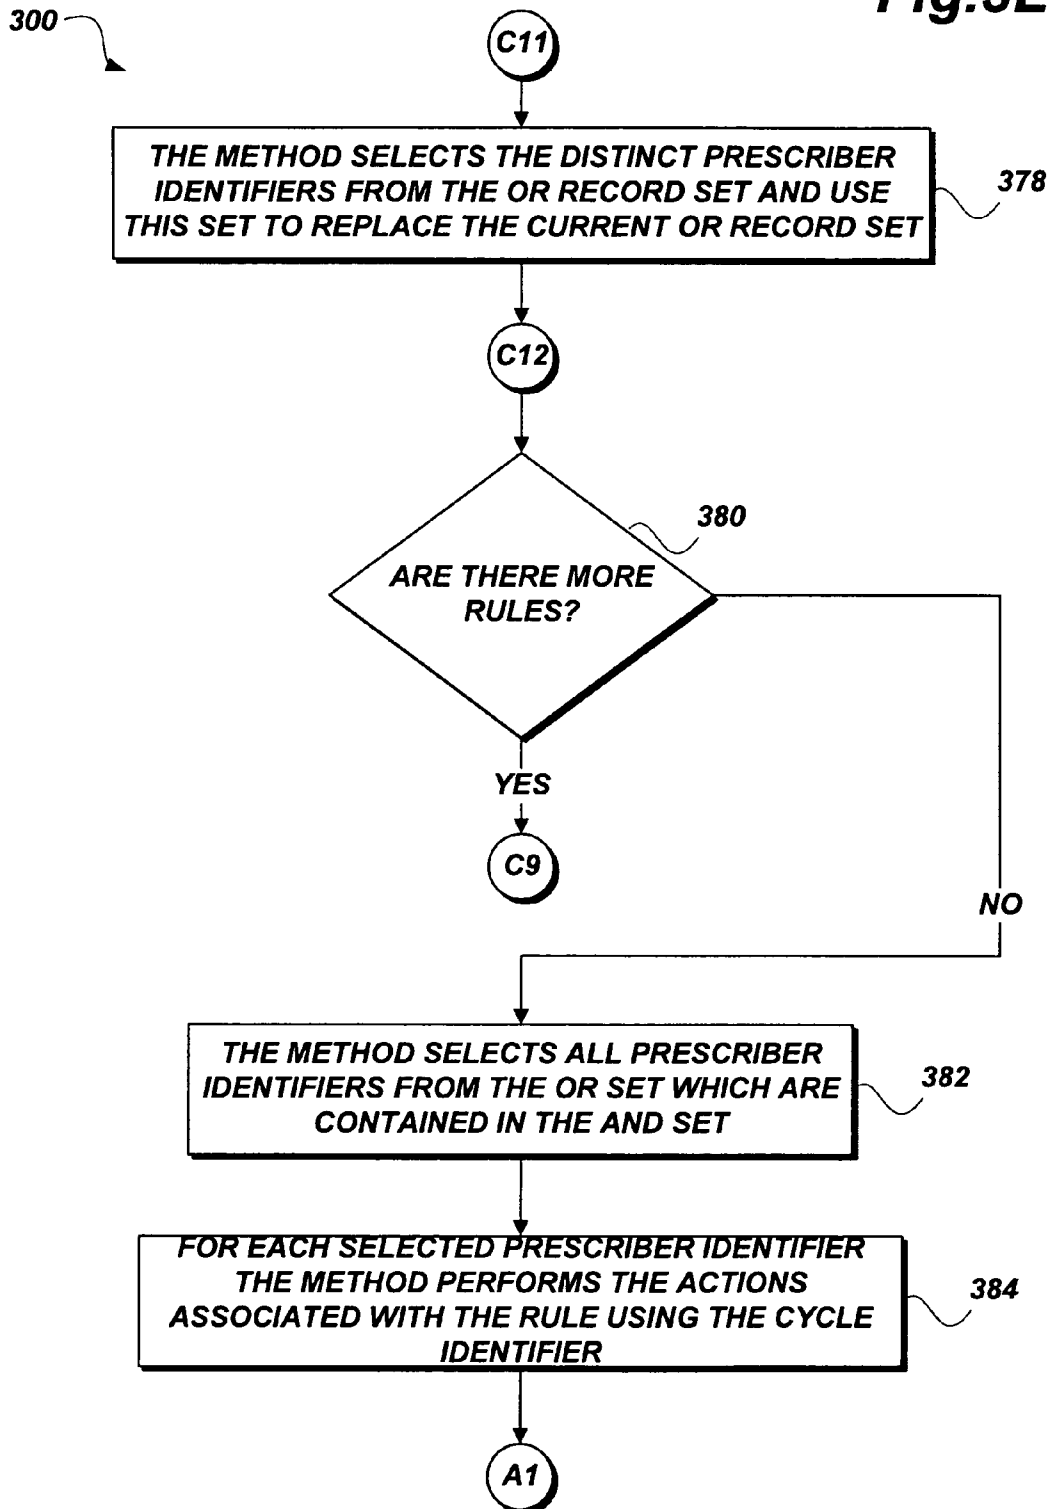 Fig.3E
300
C11
THE METHOD SELECTS THE DISTINCT PRESCRIBER
IDENTIFIERS FROM THE OR RECORD SET AND USE
THIS SET TO REPLACE THE CURRENT OR RECORD SET
378
C12
380
ARE THERE MORE
RULES?
YES
C9
NO
THE METHOD SELECTS ALL PRESCRIBER
IDENTIFIERS FROM THE OR SET WHICH ARE
CONTAINED IN THE AND SET
382
FOR EACH SELECTED PRESCRIBER IDENTIFIER
THE METHOD PERFORMS THE ACTIONS
ASSOCIATED WITH THE RULE USING THE CYCLE
IDENTIFIER
384
A1